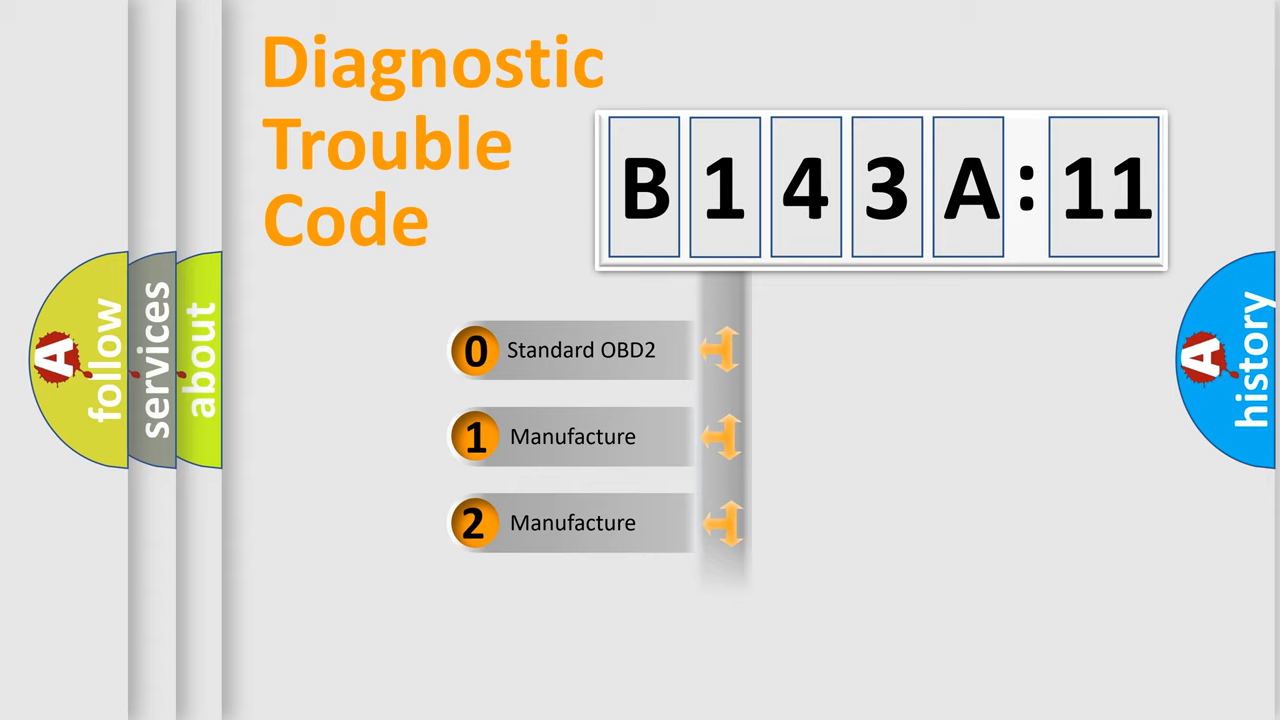 Diagnostic
Trouble
Code
B 1 4 3 A : 11
0 Standard OBD2
1 Manufacture
2 Manufacture
A follow
services
about
A history